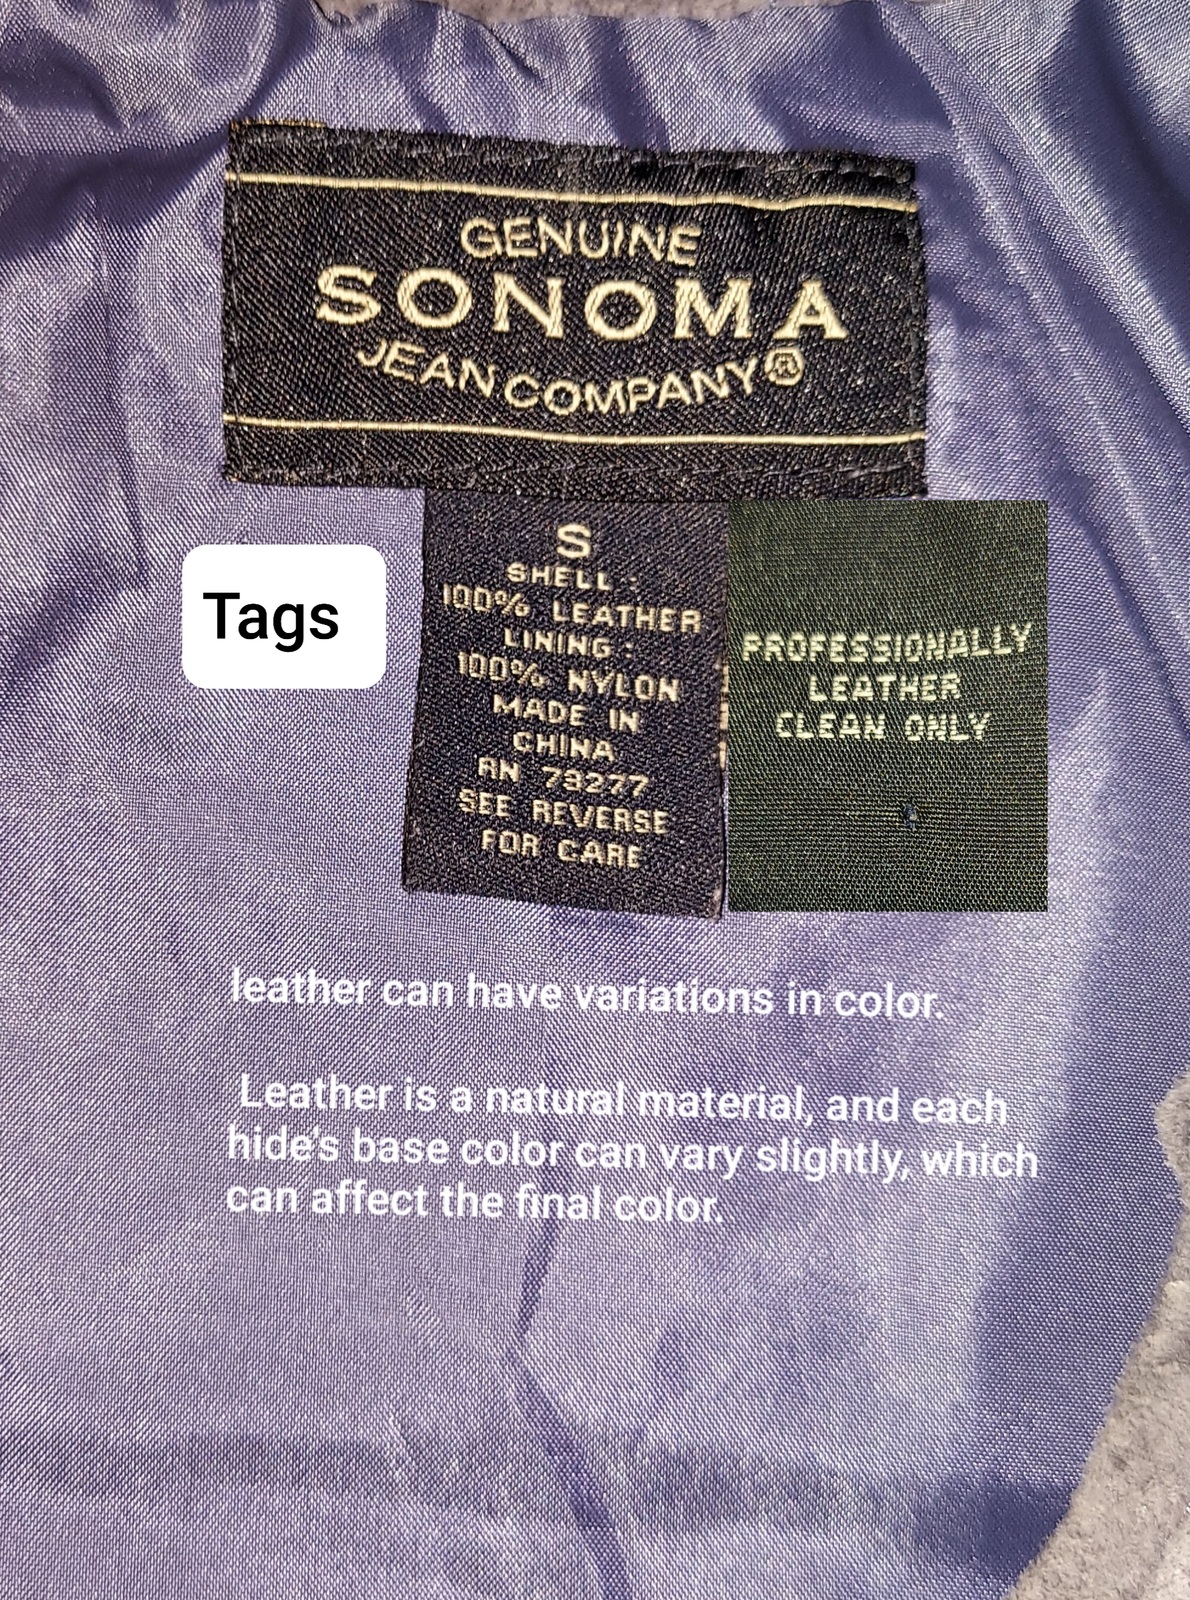 GENUINE
SONOMA
JEAN COMPANY®
Tags
S
SHELL :
100% LEATHER
LINING :
100% NYLON
MADE IN
CHINA
RN 73277
SEE REVERSE
FOR CARE
PROFESSIONALLY
LEATHER
CLEAN ONLY
leather can have variations in color.
Leather is a natural material, and each
hide's base color can vary slightly, which
can affect the final color.